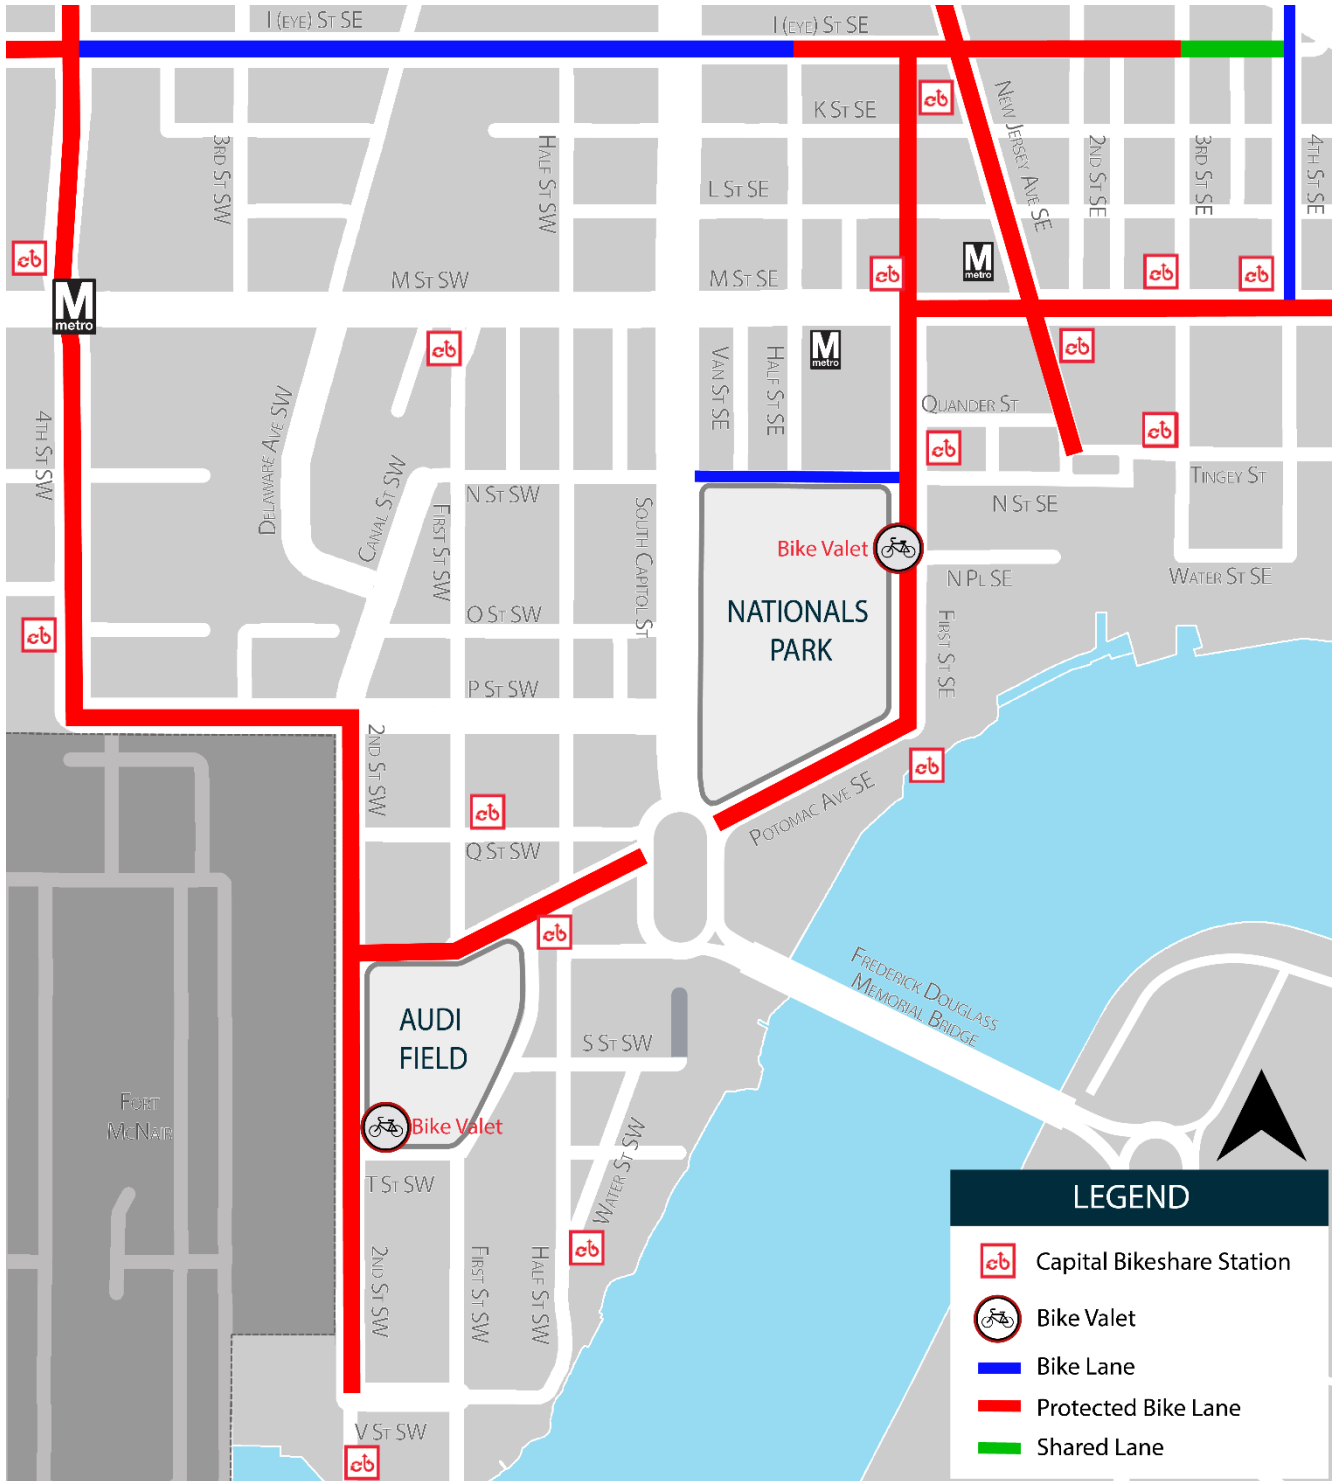 I (EYE) ST SE
I (EYE) ST SE
K ST SE
NEW JERSEY AVE SE
3RD ST SW
HALF ST SW
2ND ST SE
3RD ST SE
4TH ST SE
L ST SE
M ST SW
M ST SE
M
metro
M
metro
M
metro
VAN ST SE
HALF ST SE
QUANDER ST
4TH ST SW
DELAWARE AVE SW
CANAL ST SW
N ST SW
FIRST ST SW
SOUTH CAPITOL ST
TINGEY ST
N ST SE
Bike Valet
N PL SE
WATER ST SE
NATIONALS
PARK
O ST SW
FIRST ST SE
P ST SW
2ND ST SW
POTOMAC AVE SE
Q ST SW
FREDERICK DOUGLASS
MEMORIAL BRIDGE
AUDI
FIELD
S ST SW
FORT
MCNAIR
Bike Valet
WATER ST SW
T ST SW
2ND ST SW
FIRST ST SW
HALF ST SW
V ST SW
LEGEND
cb
Capital Bikeshare Station
Bike Valet
Bike Lane
Protected Bike Lane
Shared Lane